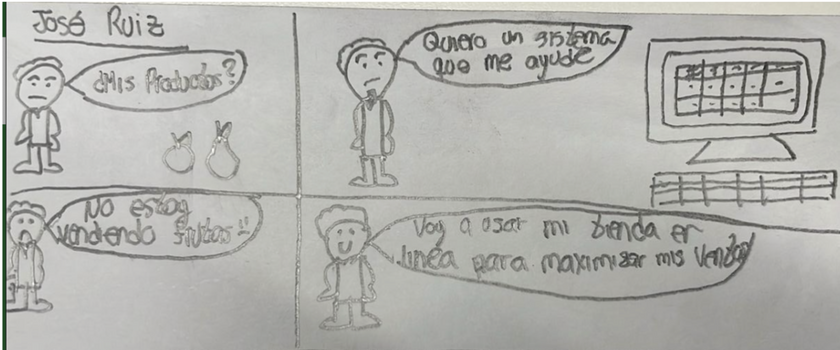 José Ruiz
¿Mis Productos?
Quiero un sistema
que me ayude
No estoy
vendiendo frutas!!
Voy a usar mi tienda en
linea para maximizar mis ventas!